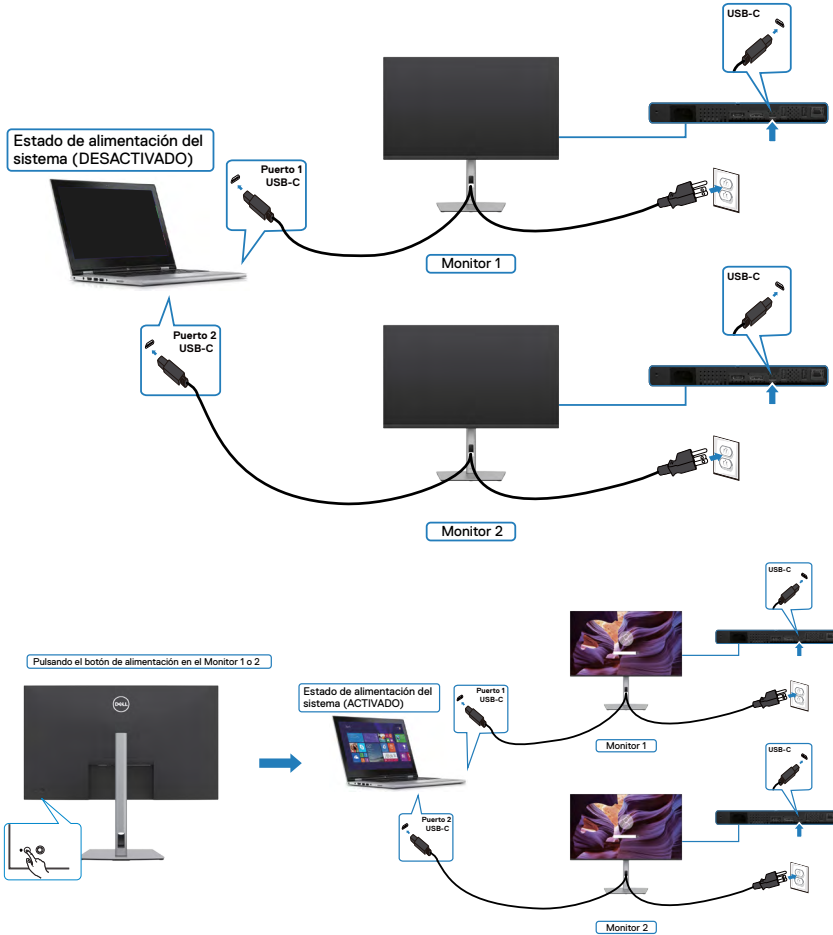 USB-C
Estado de alimentación del
sistema (DESACTIVADO)
Puerto 1
USB-C
Monitor 1
USB-C
Puerto 2
USB-C
Monitor 2
USB-C
Pulsando el botón de alimentación en el Monitor 1 o 2
DELL
Estado de alimentación del
sistema (ACTIVADO)
Puerto 1
USB-C
Monitor 1
USB-C
Puerto 2
USB-C
Monitor 2